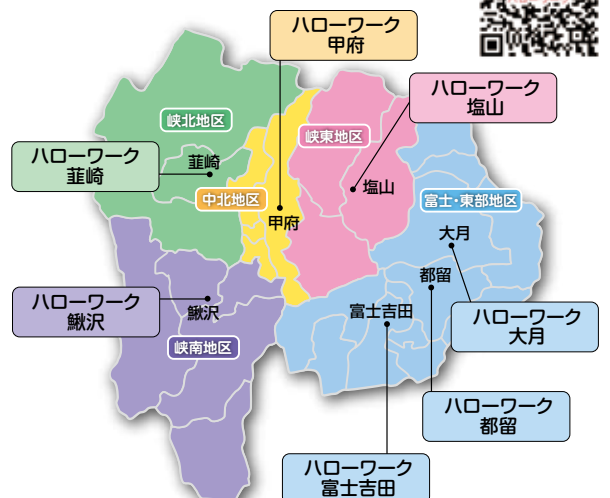 ハローワーク
甲府
ハローワーク
塩山
峡北地区
峡東地区
ハローワーク
韮崎
韮崎
中北地区
塩山
富士・東部地区
甲府
大月
都留
ハローワーク
鰍沢
鰍沢
富士吉田
ハローワーク
大月
峡南地区
ハローワーク
都留
ハローワーク
富士吉田